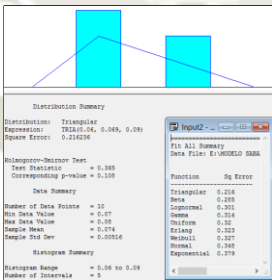 Distribution Summary
Distribution: Triangular
Expression: TRIA(0.06, 0.069, 0.09)
Square Error: 0.216236
Kolmogorov-Smirnov Test
Test Statistic = 0.365
Corresponding p-value = 0.108
Data Summary
Number of Data Points = 10
Min Data Value = 0.07
Max Data Value = 0.08
Sample Mean = 0.074
Sample Std Dev = 0.00516
Histogram Summary
Histogram Range = 0.06 to 0.09
Number of Intervals = 5
Input2 - ...
Fit All Summary
Data File: E:\MODELO SABA
Function Sq Error
Triangular 0.216
Beta 0.285
Lognormal 0.301
Gamma 0.314
Uniform 0.32
Erlang 0.323
Weibull 0.327
Normal 0.348
Exponential 0.379